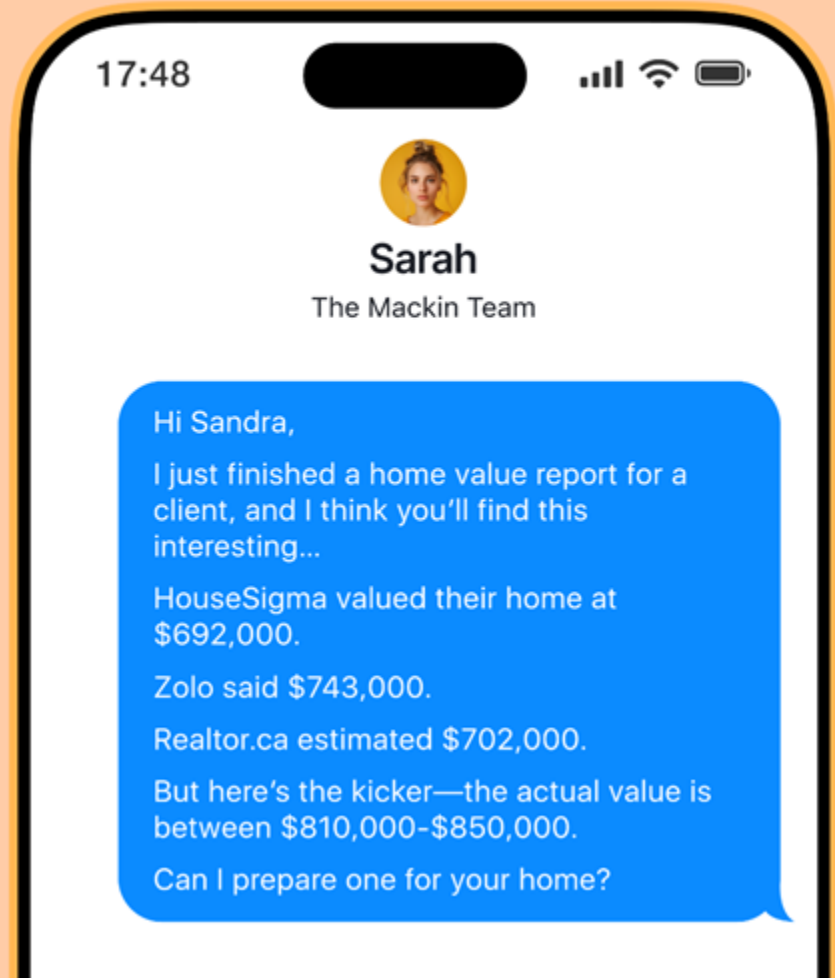 17:48
Sarah
The Mackin Team
Hi Sandra,
I just finished a home value report for a
client, and I think you’ll find this
interesting...
HouseSigma valued their home at
$692,000.
Zolo said $743,000.
Realtor.ca estimated $702,000.
But here’s the kicker—the actual value is
between $810,000-$850,000.
Can I prepare one for your home?